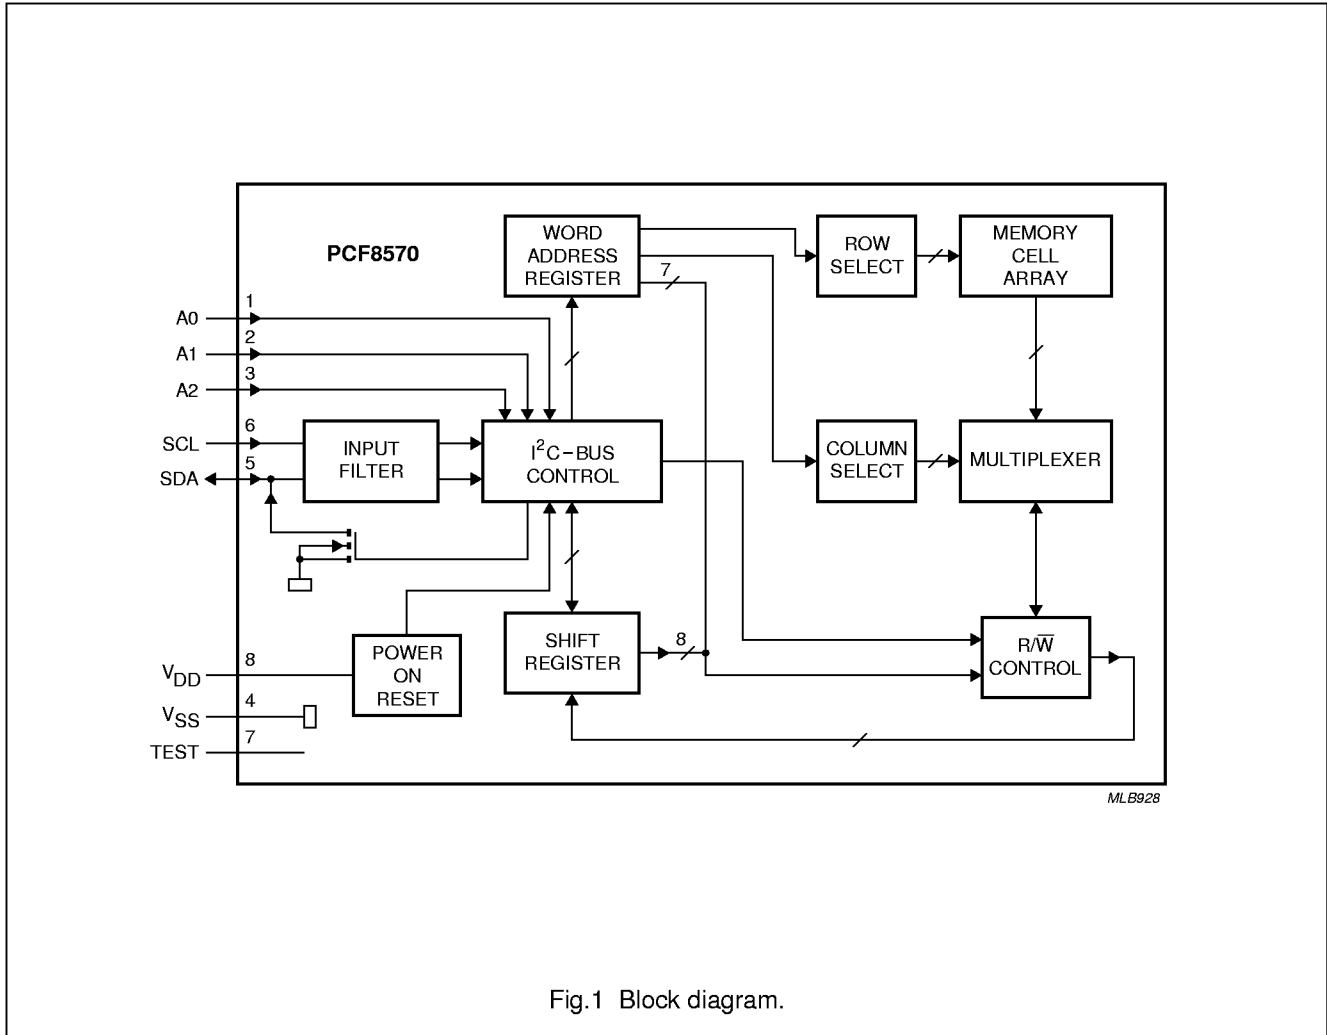 PCF8570
WORD
ADDRESS
REGISTER
7
ROW
SELECT
MEMORY
CELL
ARRAY
A0
1
A1
2
A2
3
SCL
6
SDA
5
INPUT
FILTER
I²C–BUS
CONTROL
COLUMN
SELECT
MULTIPLEXER
POWER
ON
RESET
SHIFT
REGISTER
8
R/W̅
CONTROL
VDD
8
VSS
4
TEST
7
MLB928
Fig.1 Block diagram.